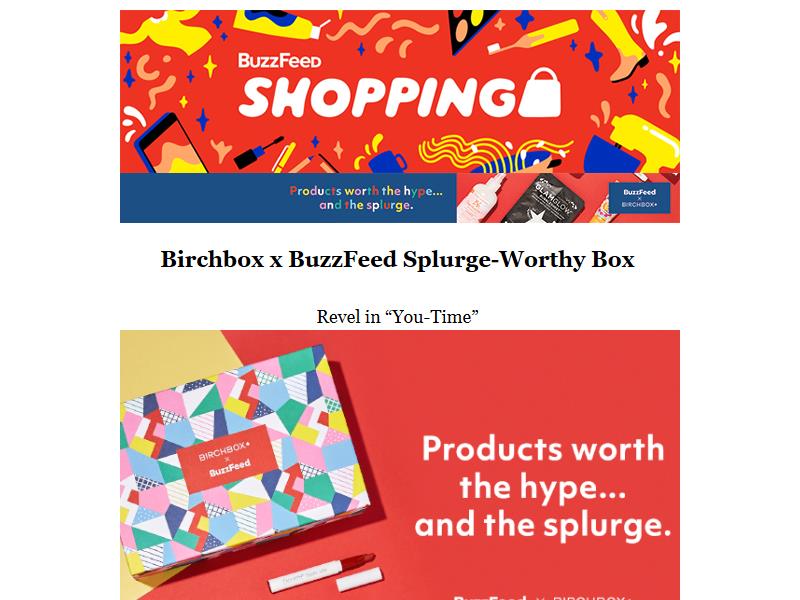 BuzzFeed
SHOPPING
Products worth the hype...
and the splurge.
GLAMGLOW
BuzzFeed
X
BIRCHBOX+
Birchbox x BuzzFeed Splurge-Worthy Box
Revel in “You-Time”
BIRCHBOX+
x
BuzzFeed
Products worth
the hype...
and the splurge.
BuzzFeed X BIRCHBOX+